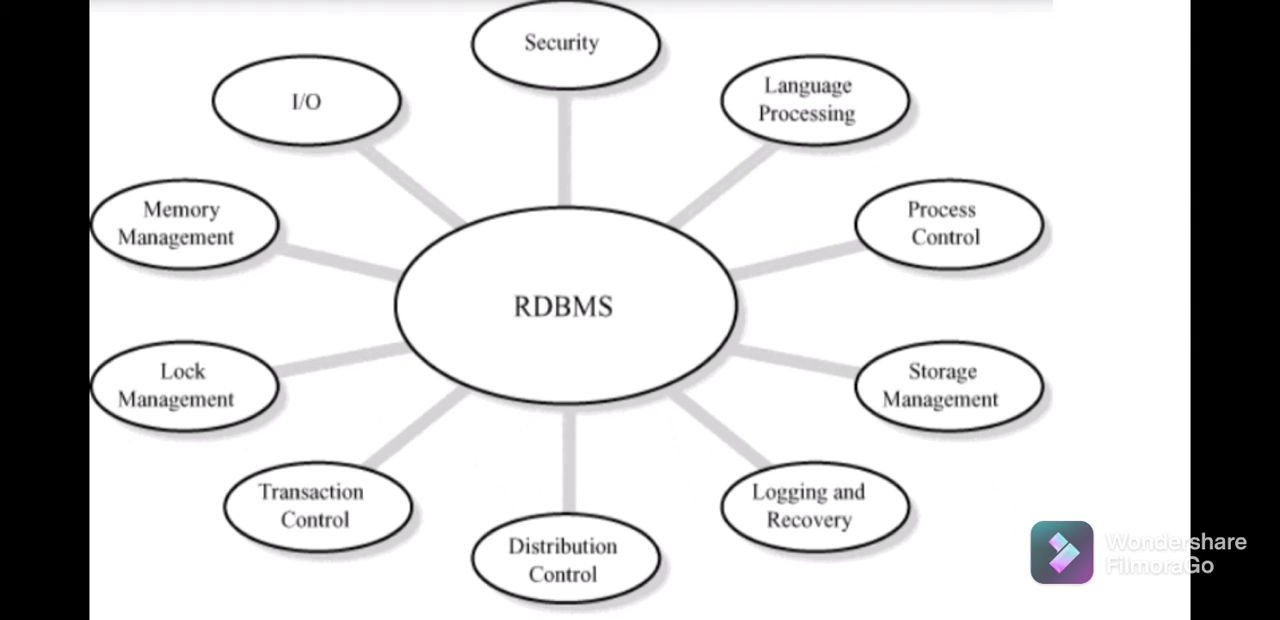 Security
I/O
Language
Processing
Memory
Management
Process
Control
RDBMS
Lock
Management
Storage
Management
Transaction
Control
Logging and
Recovery
Distribution
Control
Wondershare
FilmoraGo